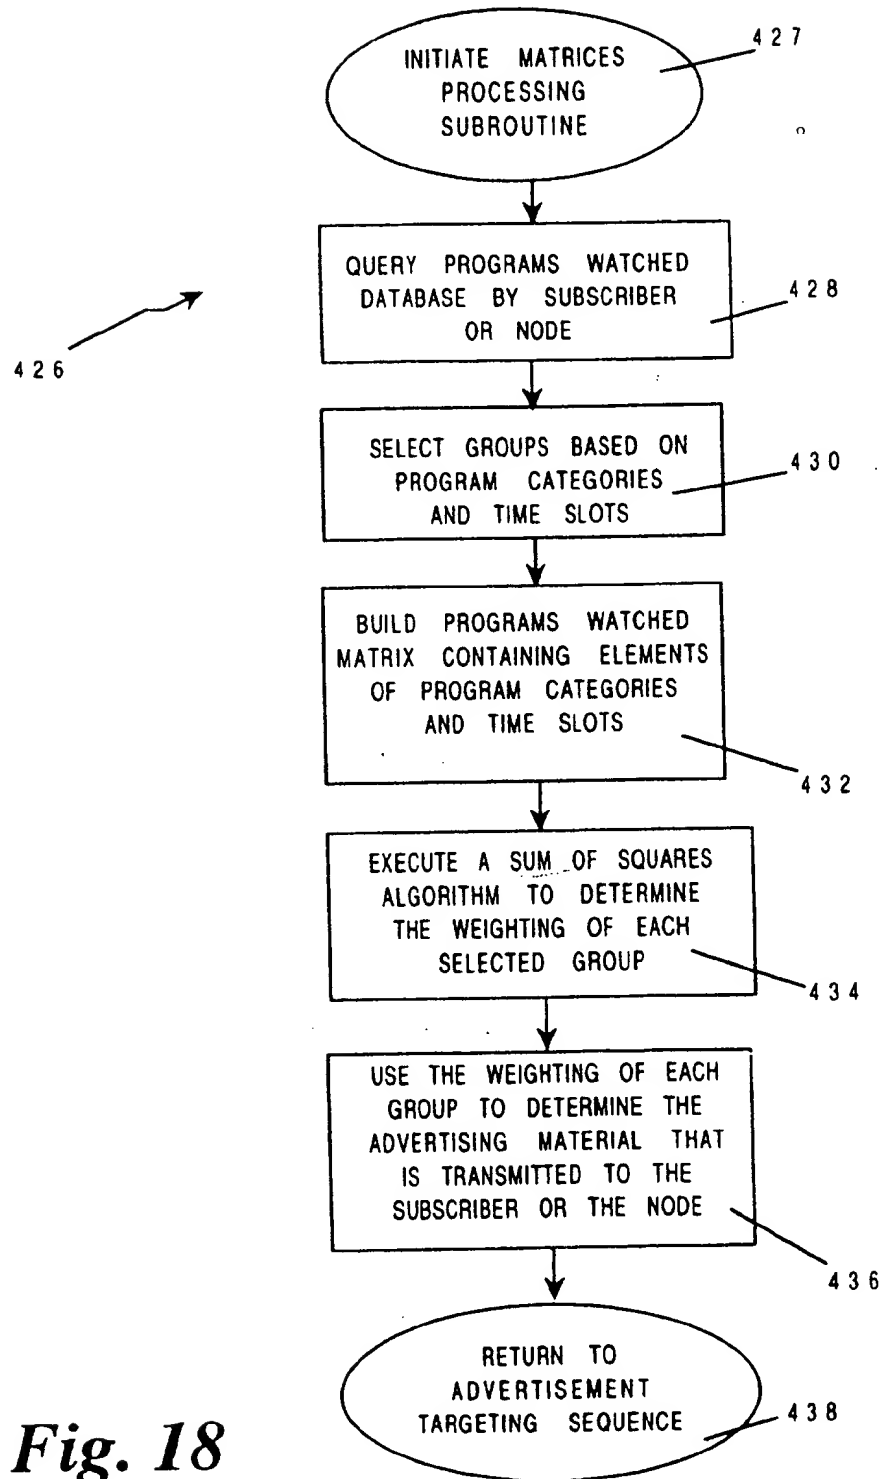 INITIATE MATRICES
PROCESSING
SUBROUTINE
427
QUERY PROGRAMS WATCHED
DATABASE BY SUBSCRIBER
OR NODE
428
426
SELECT GROUPS BASED ON
PROGRAM CATEGORIES
AND TIME SLOTS
430
BUILD PROGRAMS WATCHED
MATRIX CONTAINING ELEMENTS
OF PROGRAM CATEGORIES
AND TIME SLOTS
432
EXECUTE A SUM OF SQUARES
ALGORITHM TO DETERMINE
THE WEIGHTING OF EACH
SELECTED GROUP
434
USE THE WEIGHTING OF EACH
GROUP TO DETERMINE THE
ADVERTISING MATERIAL THAT
IS TRANSMITTED TO THE
SUBSCRIBER OR THE NODE
436
RETURN TO
ADVERTISEMENT
TARGETING SEQUENCE
438
Fig. 18